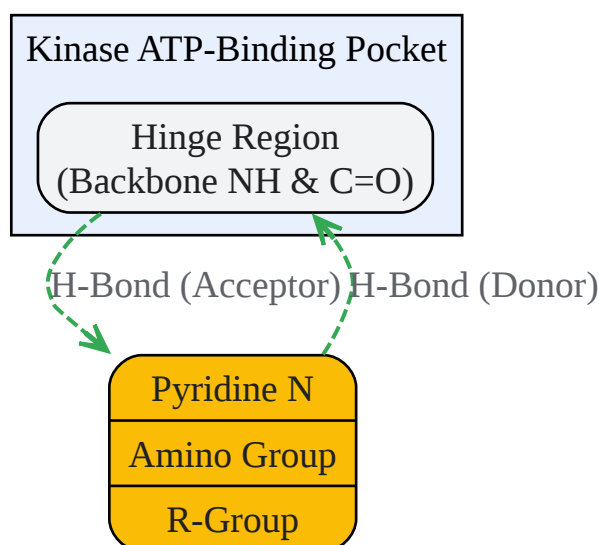 Kinase ATP-Binding Pocket
Hinge Region
(Backbone NH & C=O)
H-Bond (Acceptor)
H-Bond (Donor)
Pyridine N
Amino Group
R-Group